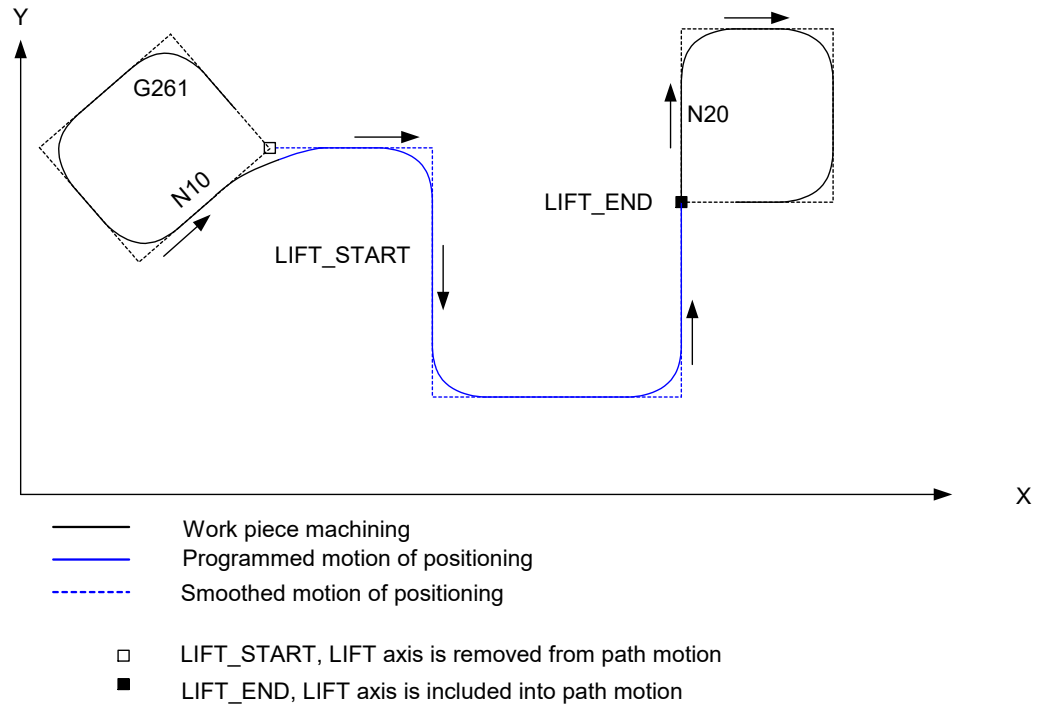 Y
G261
N10
N20
LIFT_END
LIFT_START
X
Work piece machining
Programmed motion of positioning
Smoothed motion of positioning
LIFT_START, LIFT axis is removed from path motion
LIFT_END, LIFT axis is included into path motion